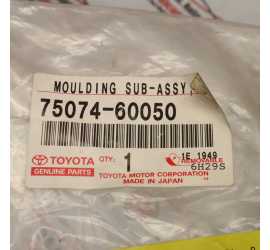 MOULDING SUB-ASSY
75074-60050
TOYOTA
GENUINE PARTS
QTY:
1
1E 1949
REMOVABLE
6H29S
TOYOTA MOTOR CORPORATION
MADE IN JAPAN